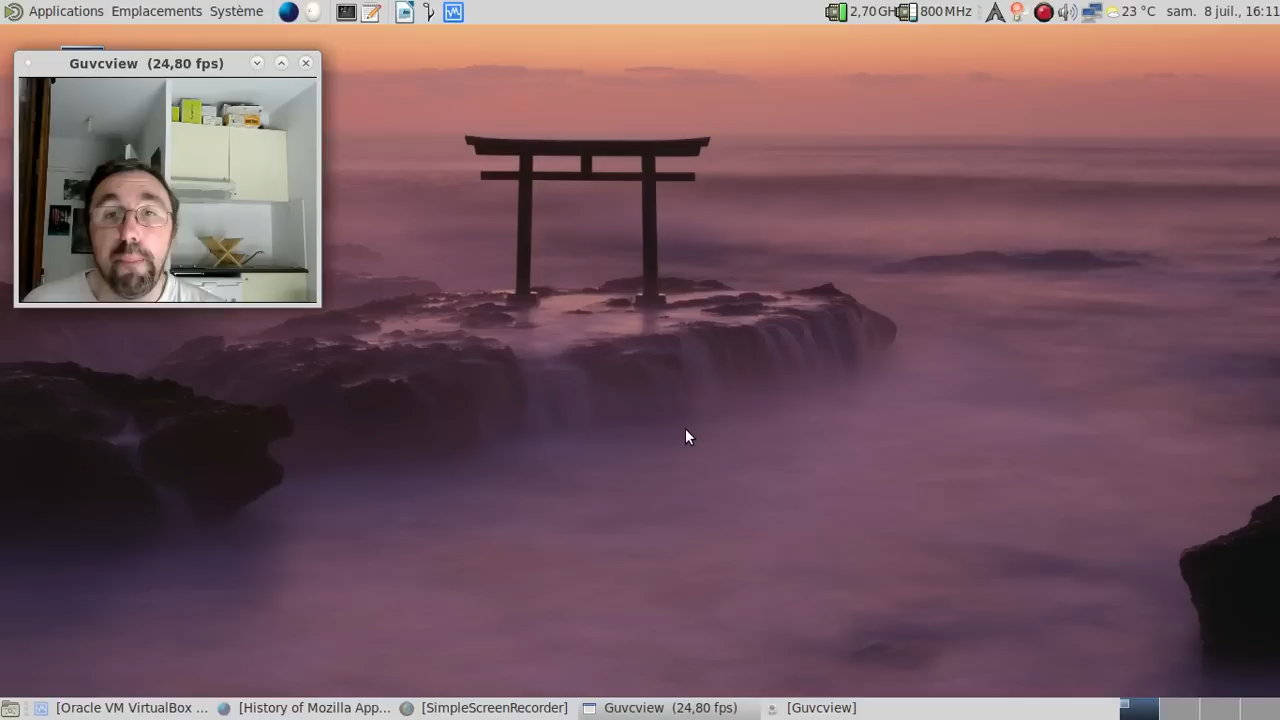 Applications Emplacements Système 2,70 GH 800 MHz 23 °C sam. 8 juil., 16:11
Guvcview (24,80 fps)
[Oracle VM VirtualBox ... [History of Mozilla App... [SimpleScreenRecorder] Guvcview (24,80 fps) [Guvcview]